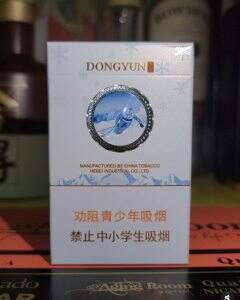 DONGYUN
MANUFACTURED BY CHINA TOBACCO
HEBEI INDUSTRIAL CO., LTD.
劝阻青少年吸烟
禁止中小学生吸烟
Room